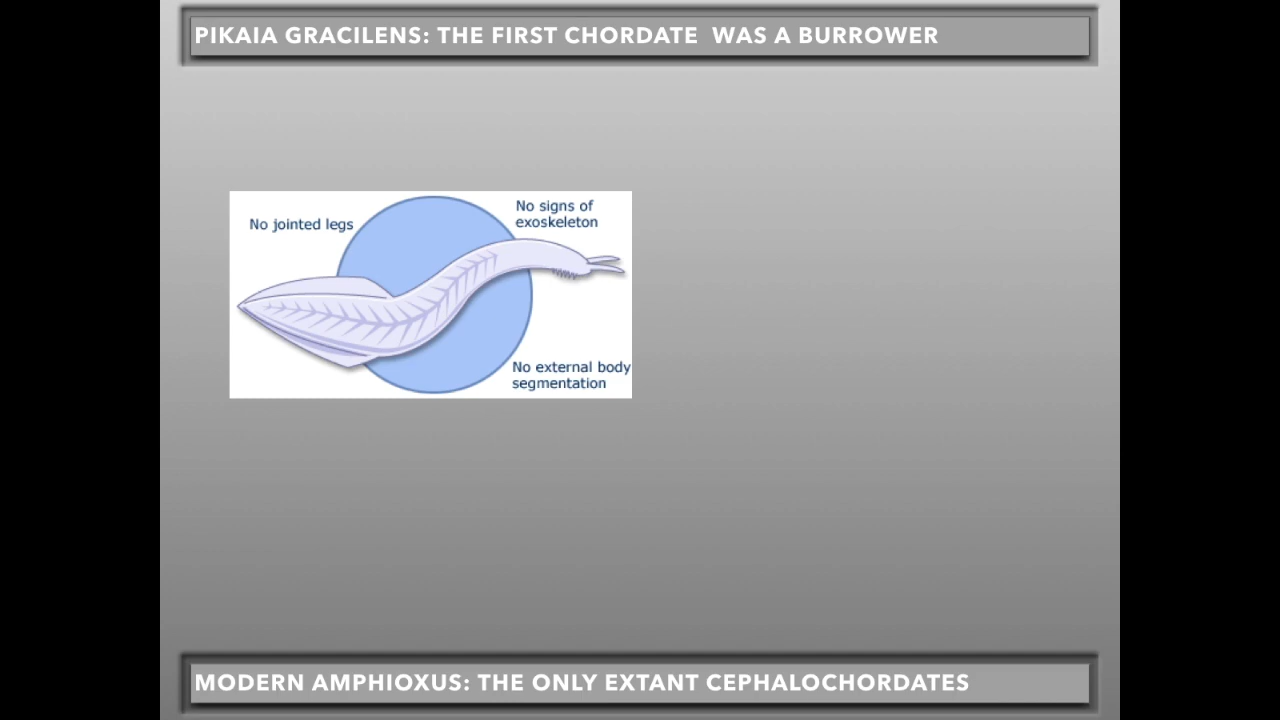 PIKAIA GRACILENS: THE FIRST CHORDATE WAS A BURROWER
No jointed legs
No signs of
exoskeleton
No external body
segmentation
MODERN AMPHIOXUS: THE ONLY EXTANT CEPHALOCHORDATES